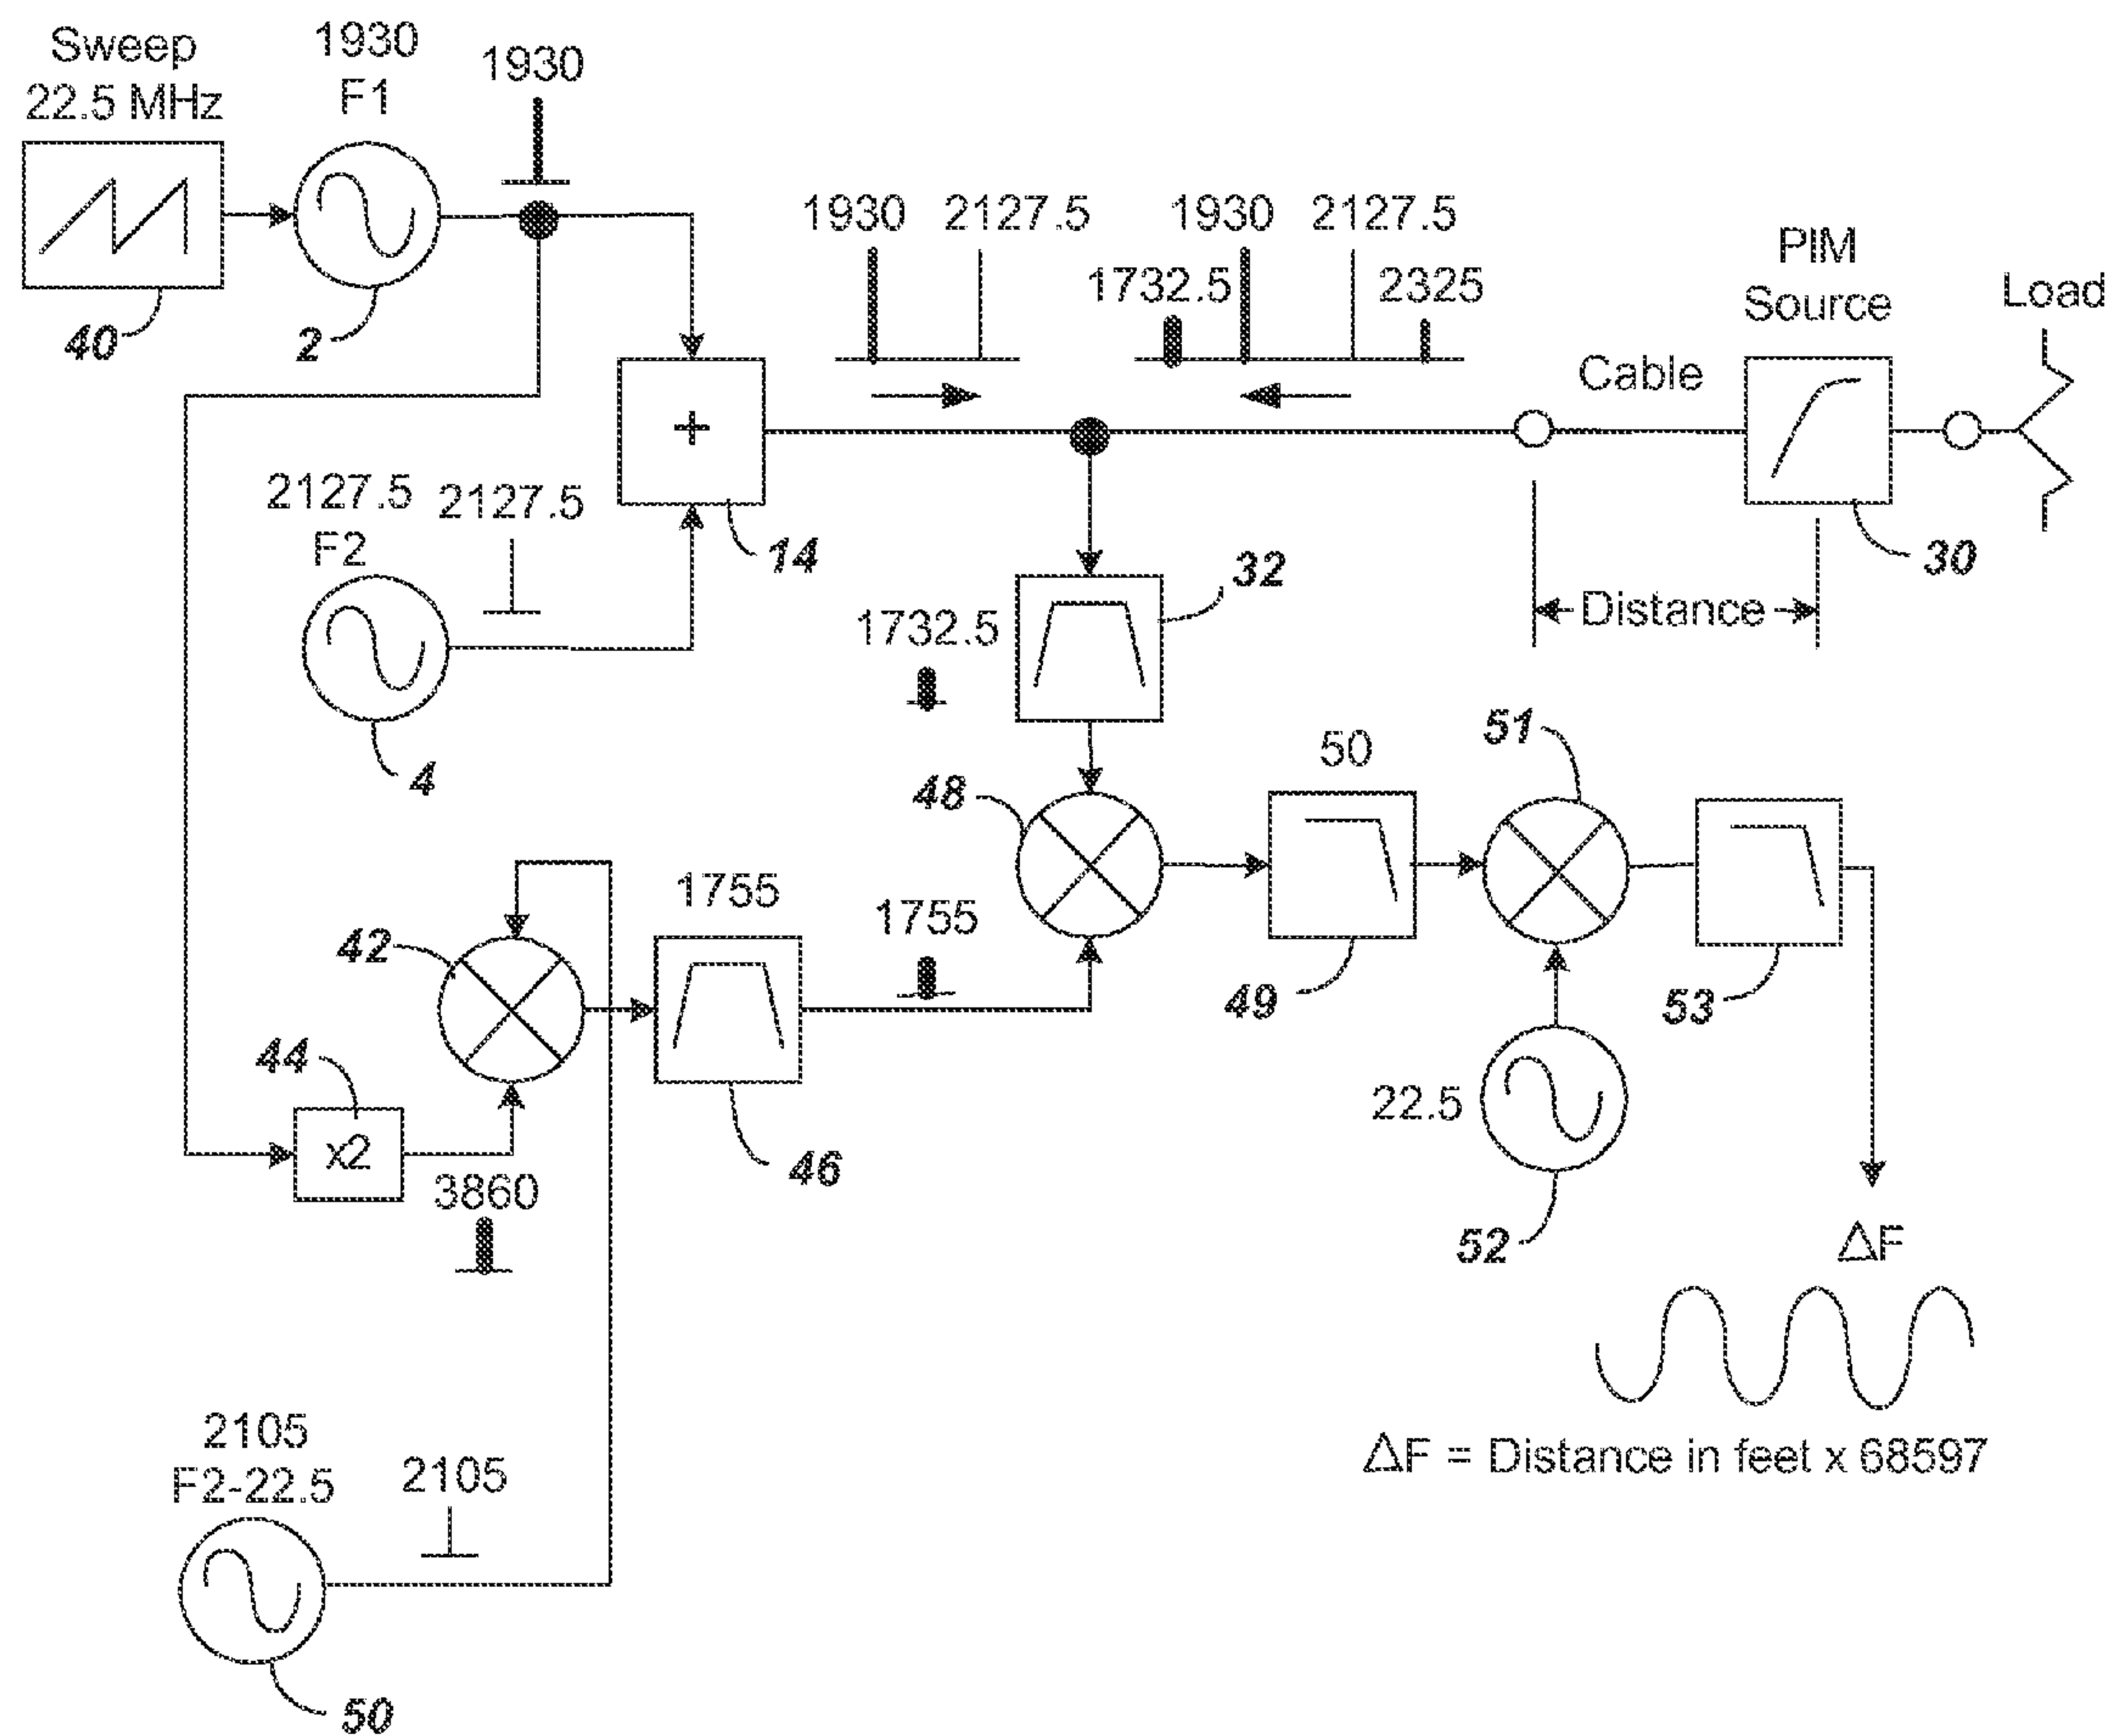 Sweep
22.5 MHz
1930
F1
1930
40
2
1930
2127.5
1930
2127.5
1732.5
2325
PIM
Source
Load
Cable
+
14
30
2127.5
F2
2127.5
4
Distance
32
1732.5
48
50
51
49
53
42
1755
1755
44
x2
3860
46
22.5
52
ΔF
ΔF = Distance in feet x 68597
2105
F2-22.5
2105
50